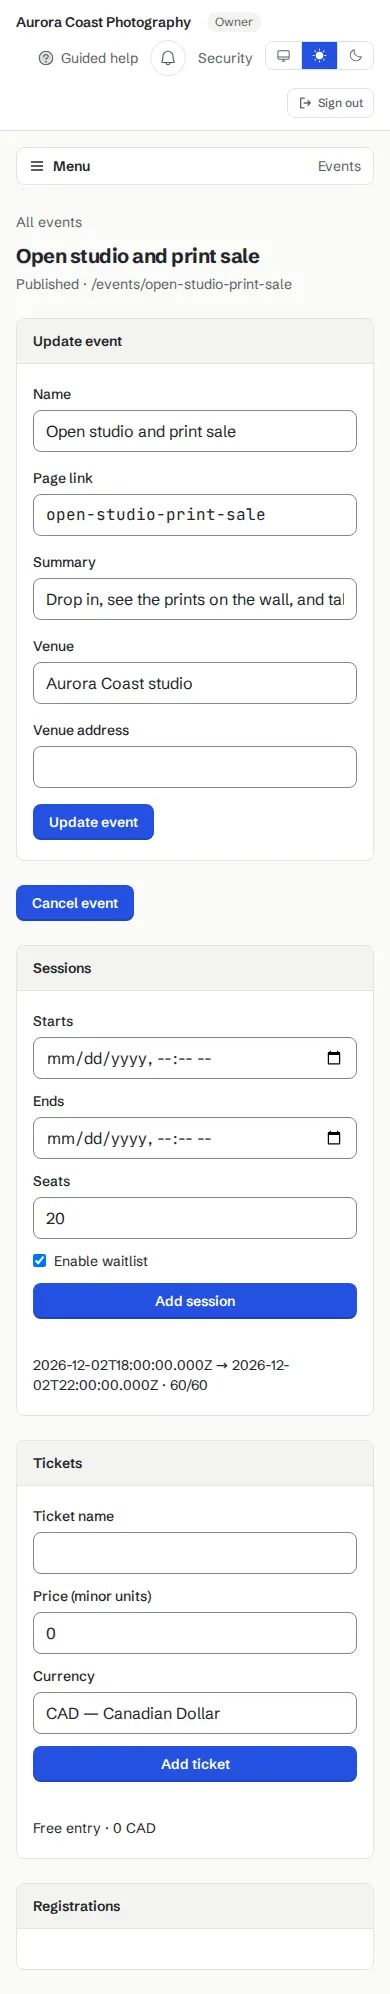 Aurora Coast Photography Owner
Guided help Security
Sign out
Menu Events
All events
Open studio and print sale
Published · /events/open-studio-print-sale
Update event
Name
Open studio and print sale
Page link
open-studio-print-sale
Summary
Drop in, see the prints on the wall, and tal
Venue
Aurora Coast studio
Venue address
Update event
Cancel event
Sessions
Starts
mm/dd/yyyy, --:-- --
Ends
mm/dd/yyyy, --:-- --
Seats
20
Enable waitlist
Add session
2026-12-02T18:00:00.000Z → 2026-12-
02T22:00:00.000Z · 60/60
Tickets
Ticket name
Price (minor units)
0
Currency
CAD — Canadian Dollar
Add ticket
Free entry · 0 CAD
Registrations